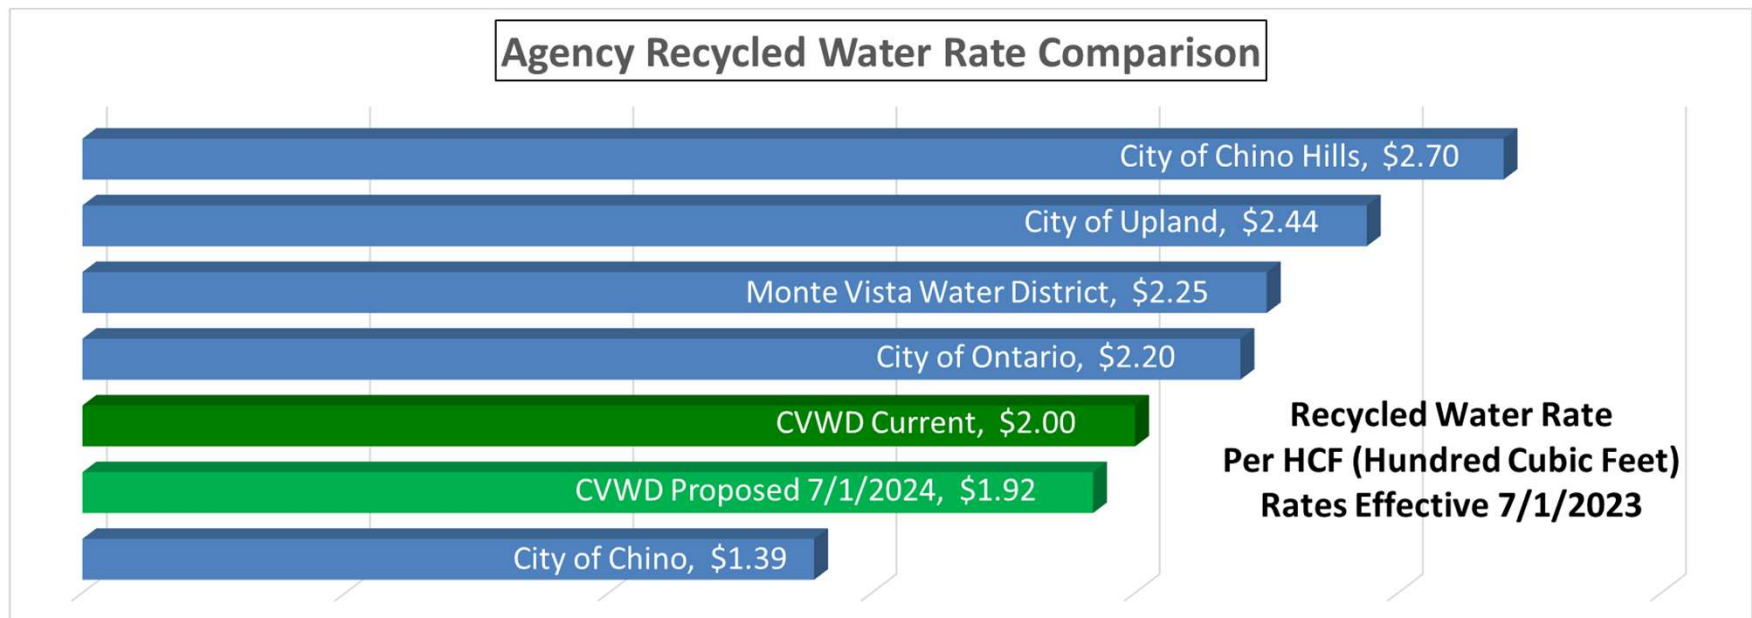 Agency Recycled Water Rate Comparison
City of Chino Hills, $2.70
City of Upland, $2.44
Monte Vista Water District, $2.25
City of Ontario, $2.20
CVWD Current, $2.00
CVWD Proposed 7/1/2024, $1.92
City of Chino, $1.39
Recycled Water Rate
Per HCF (Hundred Cubic Feet)
Rates Effective 7/1/2023